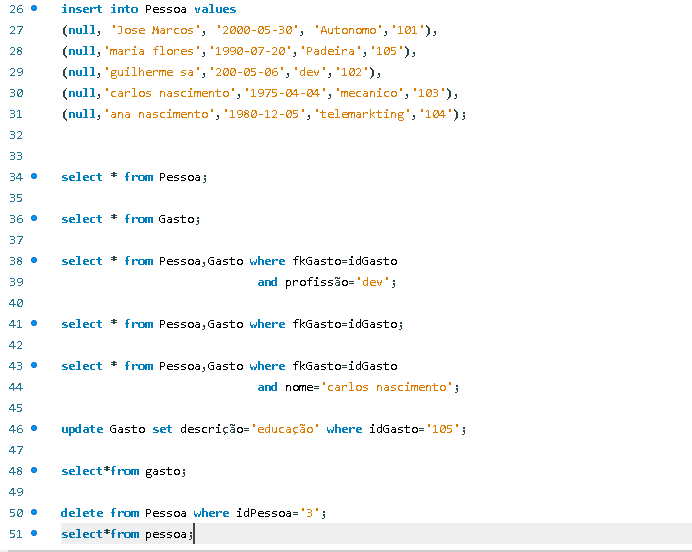 26 insert into Pessoa values
27 (null, 'Jose Marcos', '2000-05-30', 'Autonomo','101'),
28 (null,'maria flores','1990-07-20','Padeira','105'),
29 (null,'guilherme sa','200-05-06','dev','102'),
30 (null,'carlos nascimento','1975-04-04','mecanico','103'),
31 (null,'ana nascimento','1980-12-05','telemarkting','104');
32
33
34 select * from Pessoa;
35
36 select * from Gasto;
37
38 select * from Pessoa,Gasto where fkGasto=idGasto
39 and profissão='dev';
40
41 select * from Pessoa,Gasto where fkGasto=idGasto;
42
43 select * from Pessoa,Gasto where fkGasto=idGasto
44 and nome='carlos nascimento';
45
46 update Gasto set descrição='educação' where idGasto='105';
47
48 select*from gasto;
49
50 delete from Pessoa where idPessoa='3';
51 select*from pessoa;